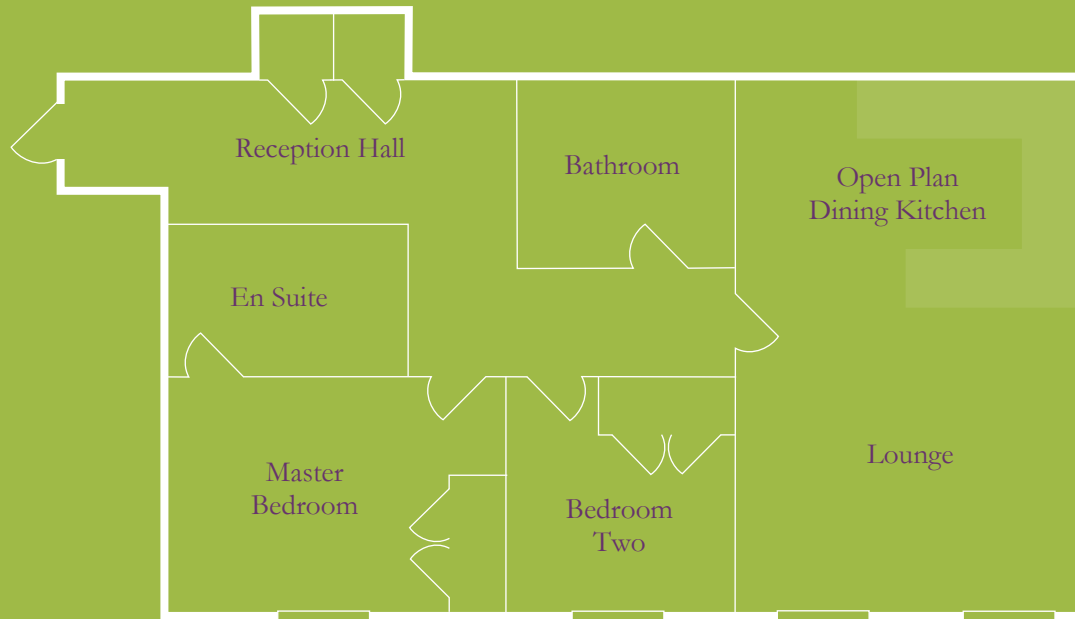 Reception Hall
Bathroom
Open Plan
Dining Kitchen
En Suite
Master
Bedroom
Bedroom
Two
Lounge